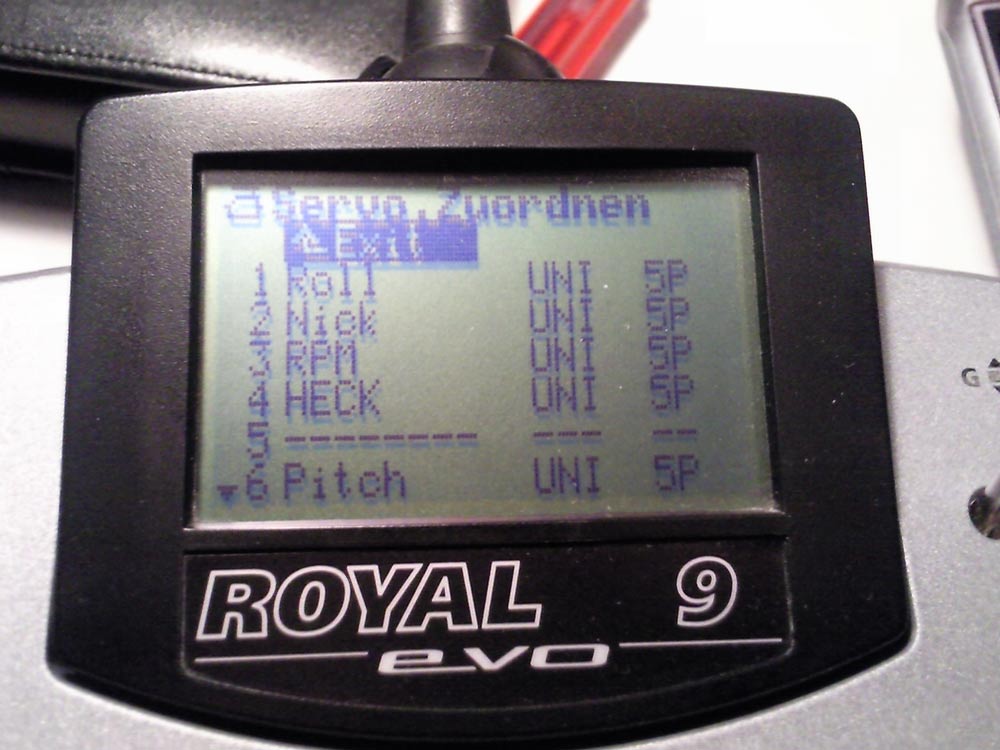 Servo.Zuordnen
Exit
1 Roll UNI 5P
2 Nick UNI 5P
3 RPM UNI 5P
4 HECK UNI 5P
5 --------- --- --
6 Pitch UNI 5P
ROYAL 9
evo
G